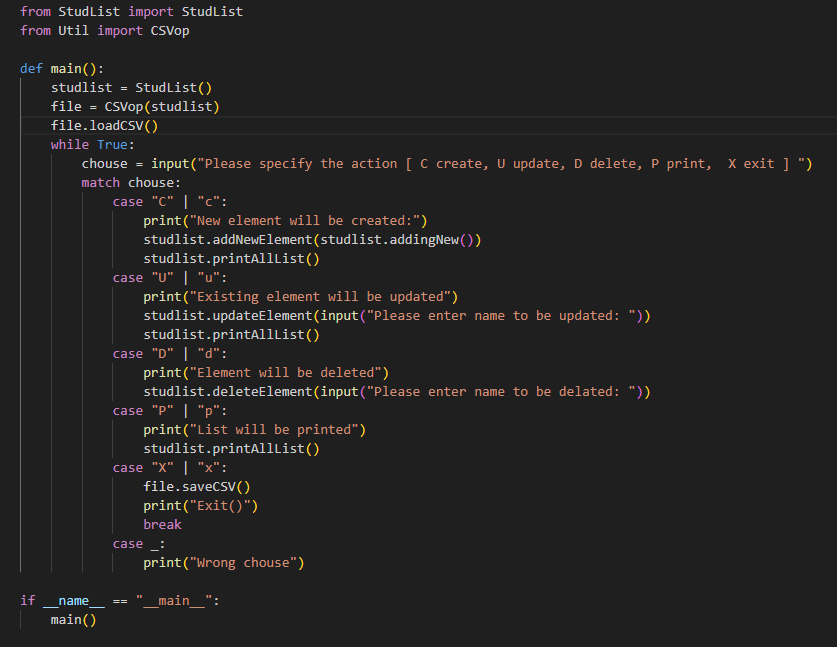 from StudList import StudList
from Util import CSVop

def main():
    studlist = StudList()
    file = CSVop(studlist)
    file.loadCSV()
    while True:
        chouse = input("Please specify the action [ C create, U update, D delete, P print,  X exit ] ")
        match chouse:
            case "C" | "c":
                print("New element will be created:")
                studlist.addNewElement(studlist.addingNew())
                studlist.printAllList()
            case "U" | "u":
                print("Existing element will be updated")
                studlist.updateElement(input("Please enter name to be updated: "))
                studlist.printAllList()
            case "D" | "d":
                print("Element will be deleted")
                studlist.deleteElement(input("Please enter name to be delated: "))
            case "P" | "p":
                print("List will be printed")
                studlist.printAllList()
            case "X" | "x":
                file.saveCSV()
                print("Exit()")
                break
            case _:
                print("Wrong chouse")

if __name__ == "__main__":
    main()